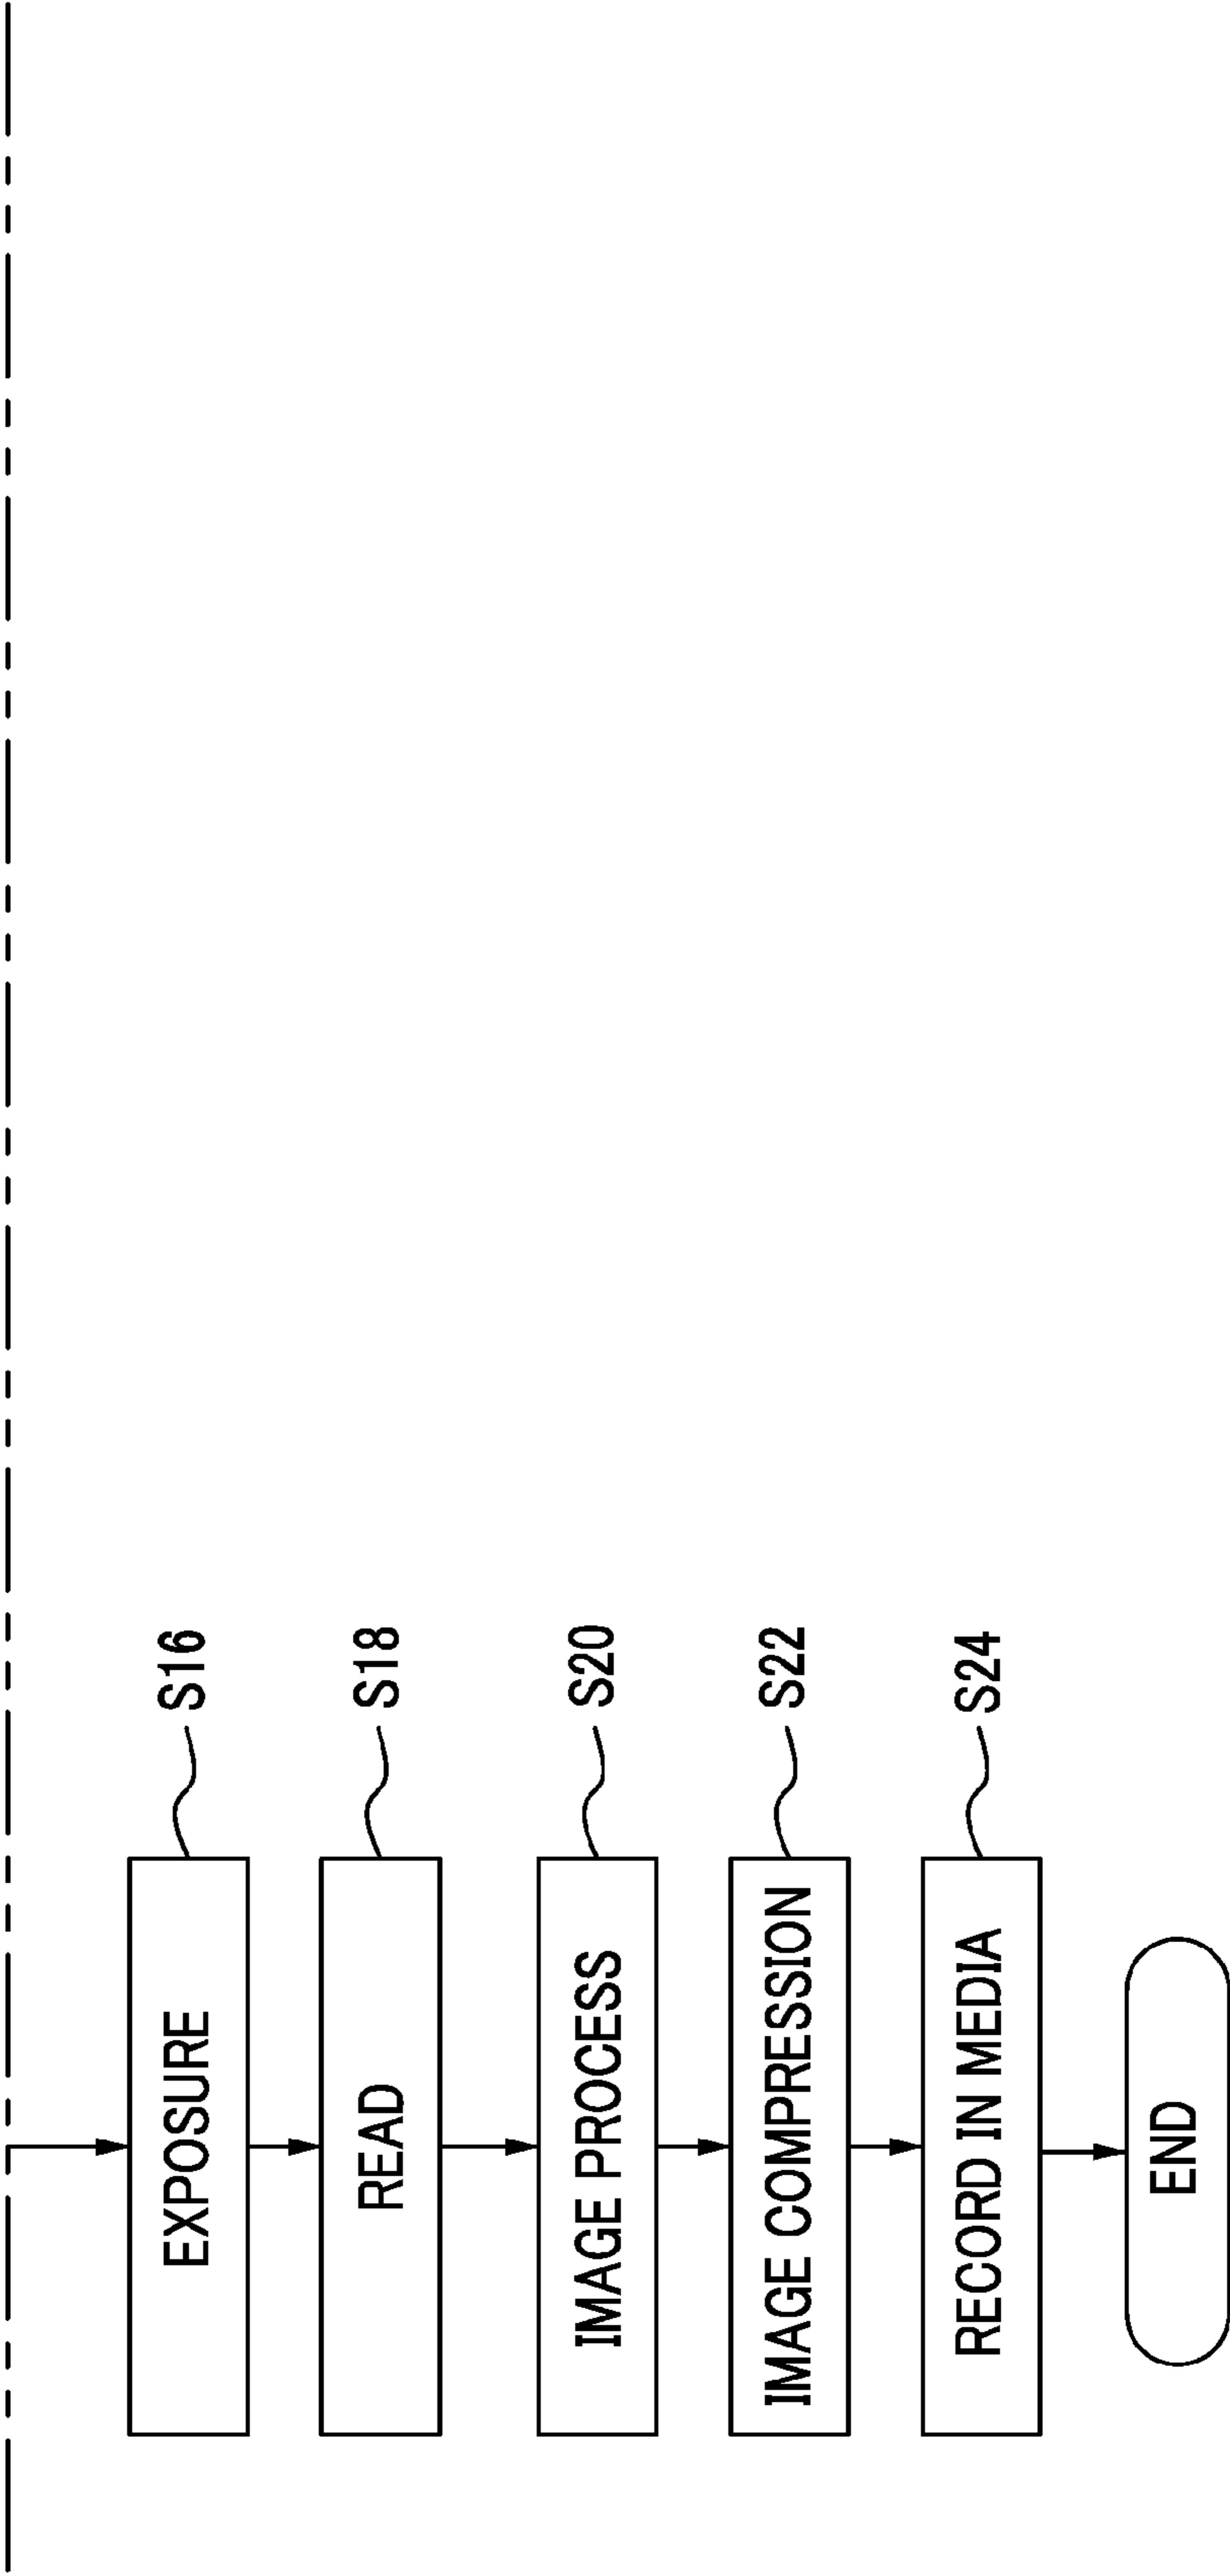 EXPOSURE
S16
READ
S18
IMAGE PROCESS
S20
IMAGE COMPRESSION
S22
RECORD IN MEDIA
S24
END